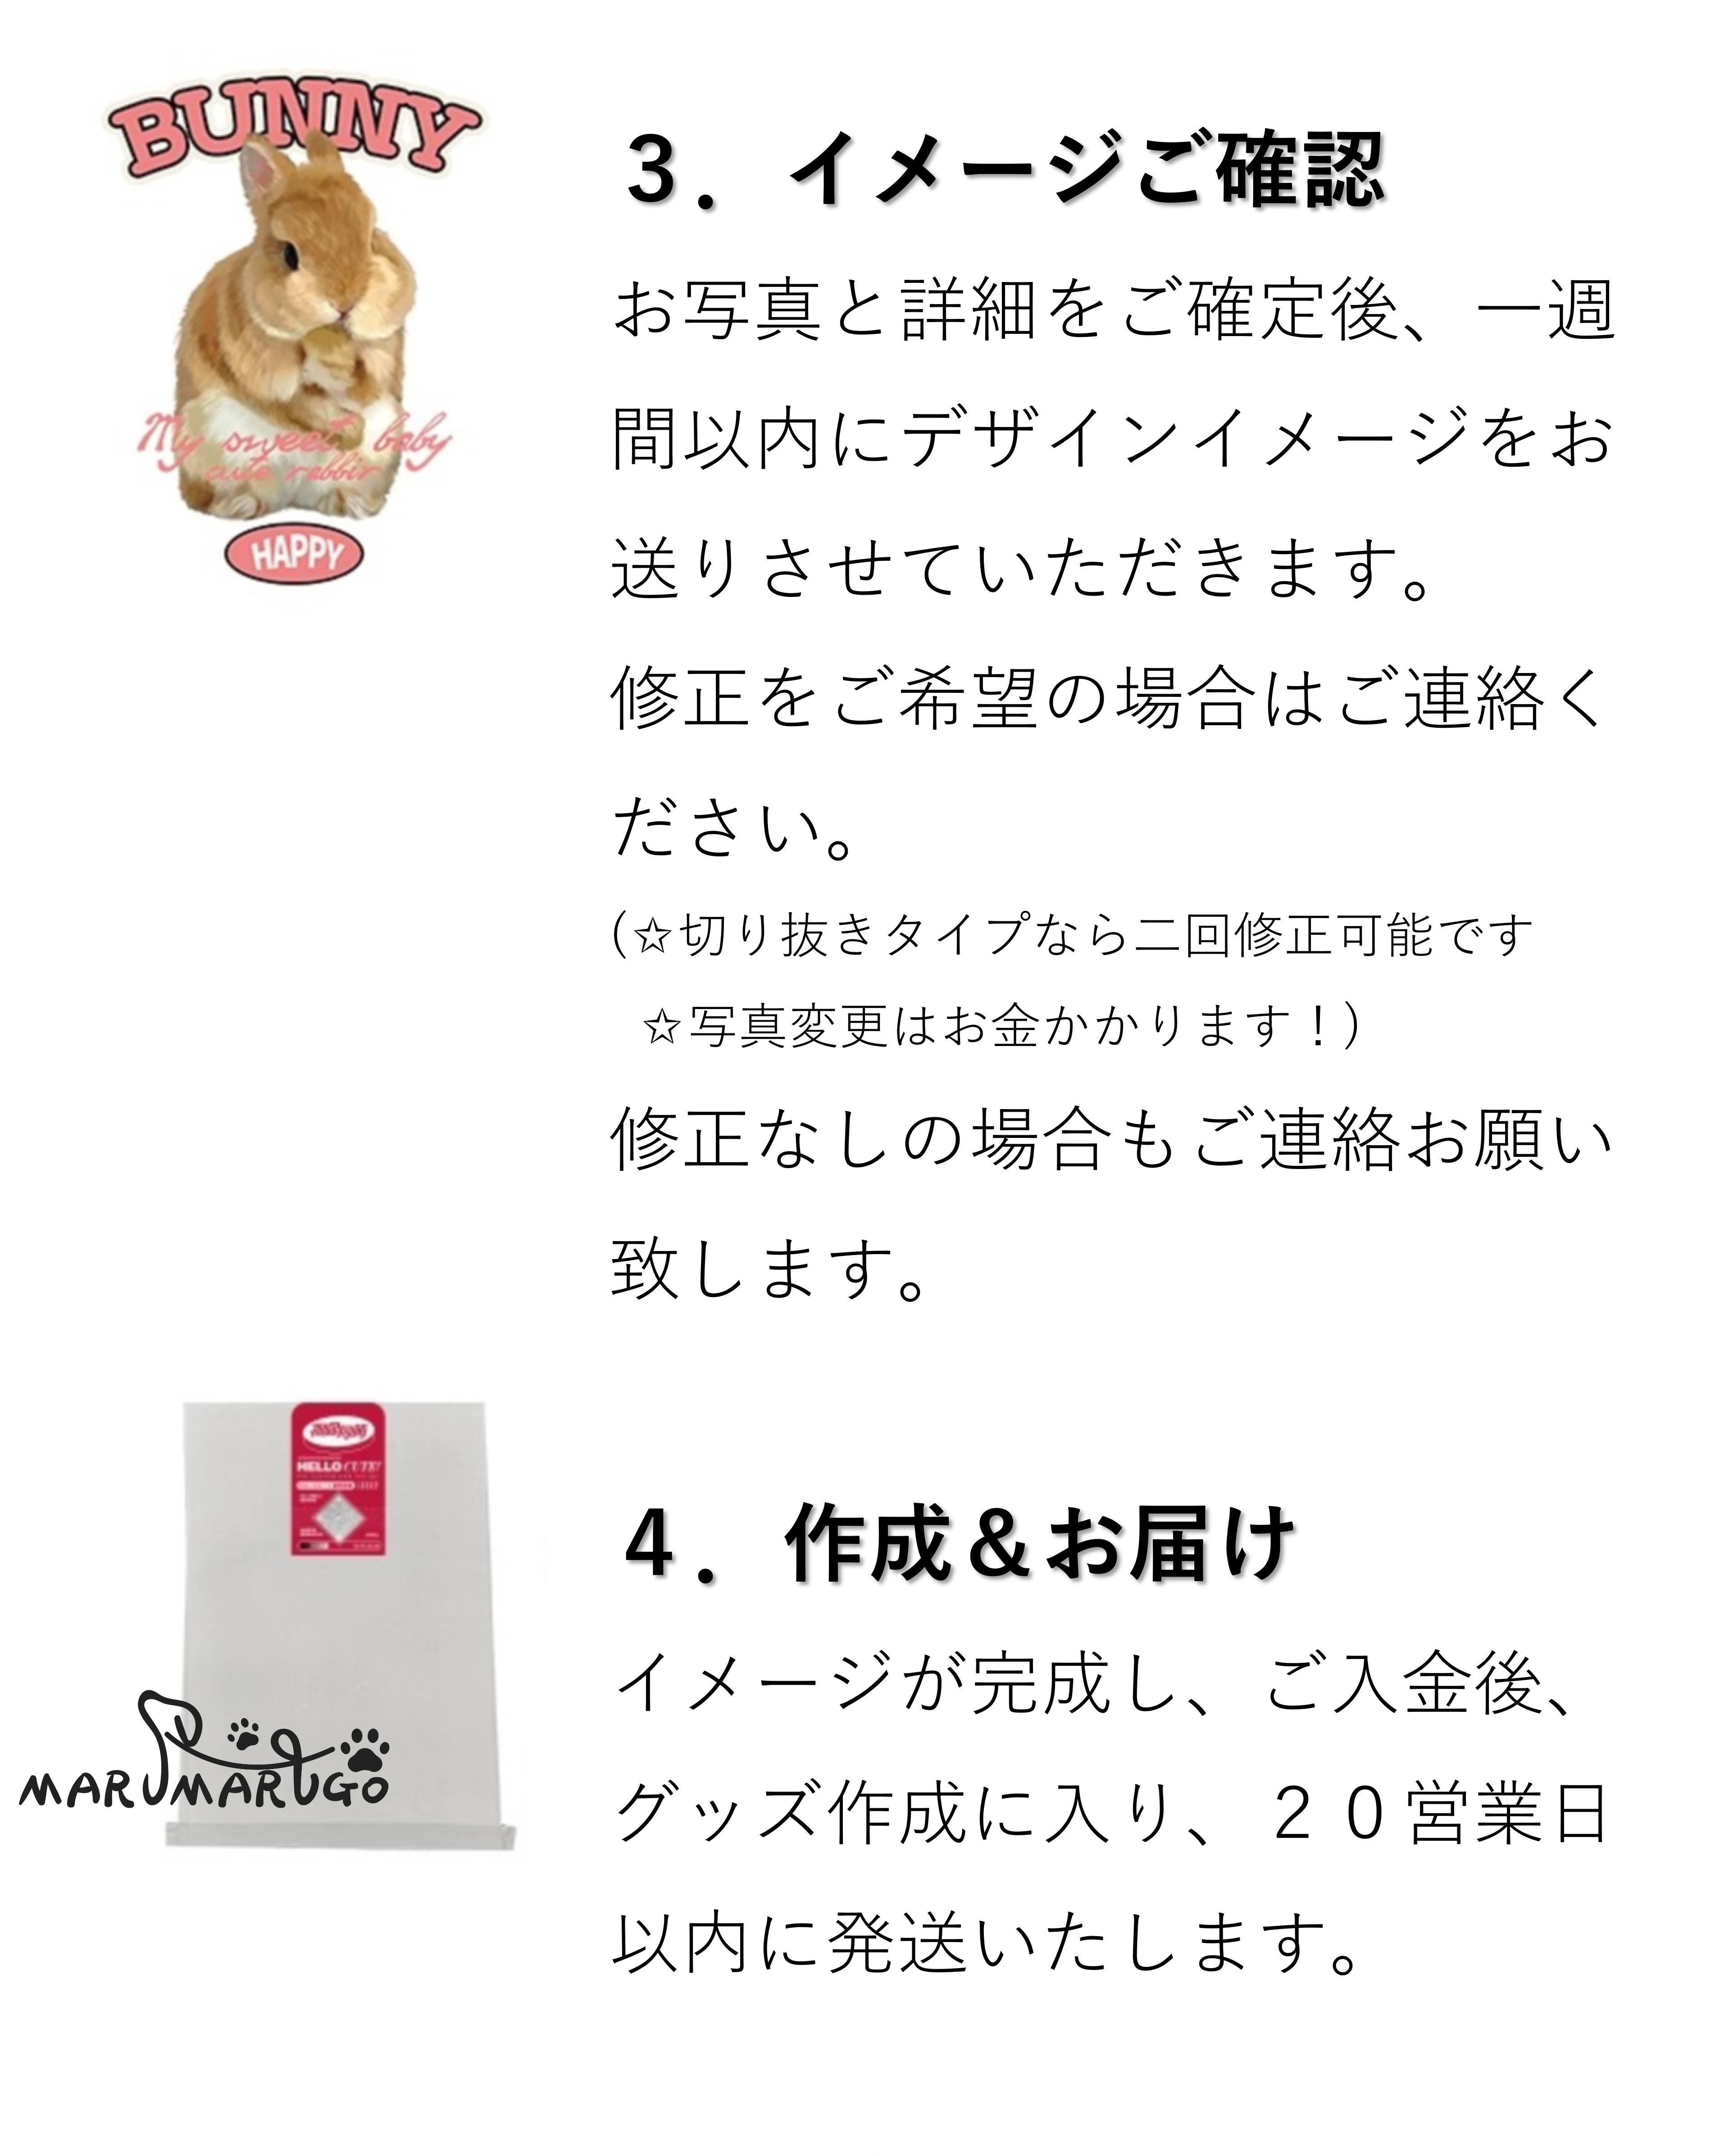 BUNNY
My sweet baby
cute rabbit
HAPPY
3． イメージご確認
お写真と詳細をご確定後、一週
間以内にデザインイメージをお
送りさせていただきます。
修正をご希望の場合はご連絡く
ださい。
(☆切り抜きタイプなら二回修正可能です
☆写真変更はお金かかります！)
修正なしの場合もご連絡お願い
致します。
HELLO CUTE!
MARUMARUGO
4． 作成＆お届け
イメージが完成し、ご入金後、
グッズ作成に入り、２０営業日
以内に発送いたします。